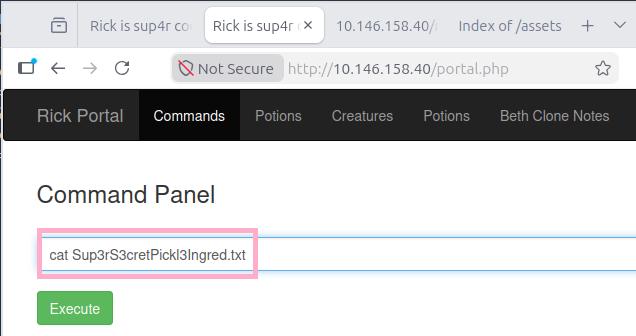 Rick is sup4r co
Rick is sup4r c
10.146.158.40/
Index of /assets
Not Secure
http://10.146.158.40/portal.php
Rick Portal
Commands
Potions
Creatures
Potions
Beth Clone Notes
Command Panel
cat Sup3rS3cretPickl3Ingred.txt
Execute